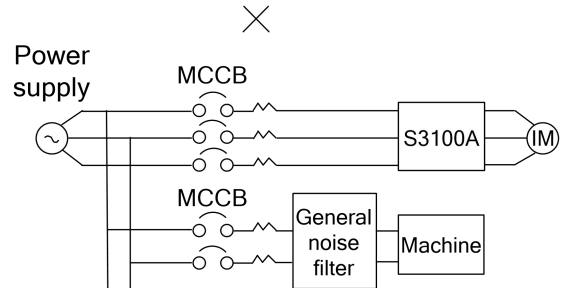 Power
supply
MCCB
S3100A
IM
MCCB
General
noise
filter
Machine